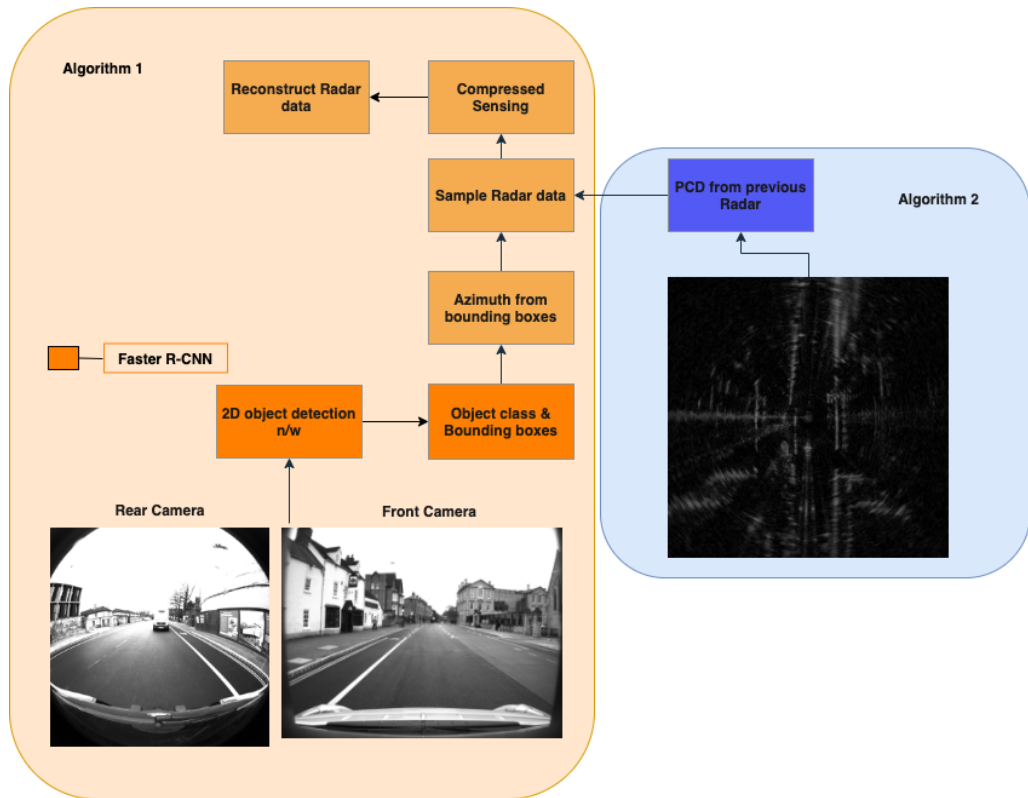 Algorithm 1
Reconstruct Radar
data
Compressed
Sensing
Sample Radar data
PCD from previous
Radar
Algorithm 2
Azimuth from
bounding boxes
Faster R-CNN
2D object detection
n/w
Object class &
Bounding boxes
Rear Camera
Front Camera